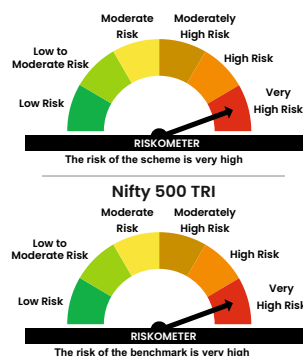 Moderate Moderately
Risk High Risk
Low to
Moderate Risk
High Risk
Low Risk
Very
High Risk
RISKOMETER
The risk of the scheme is very high
Nifty 500 TRI
Moderate Moderately
Risk High Risk
Low to
Moderate Risk
High Risk
Low Risk
Very
High Risk
RISKOMETER
The risk of the benchmark is very high